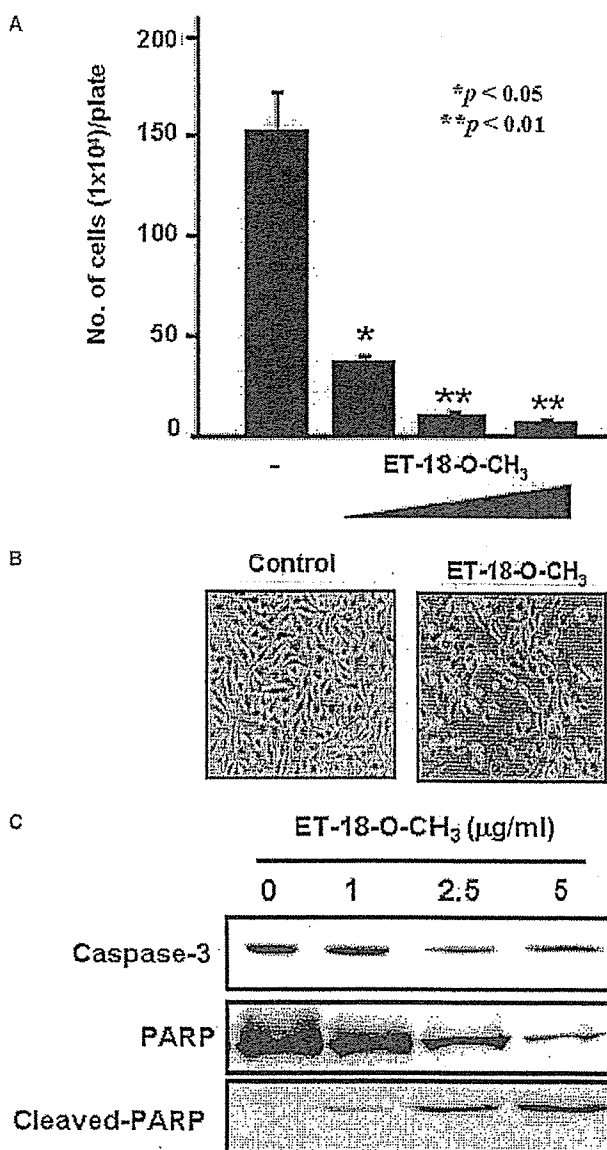 A
No. of cells (1x10⁴)/plate
200
150
100
50
0
*p < 0.05
**p < 0.01
*
**
**
-
ET-18-O-CH₃
B
Control
ET-18-O-CH₃
C
ET-18-O-CH₃ (μg/ml)
0 1 2.5 5
Caspase-3
PARP
Cleaved-PARP